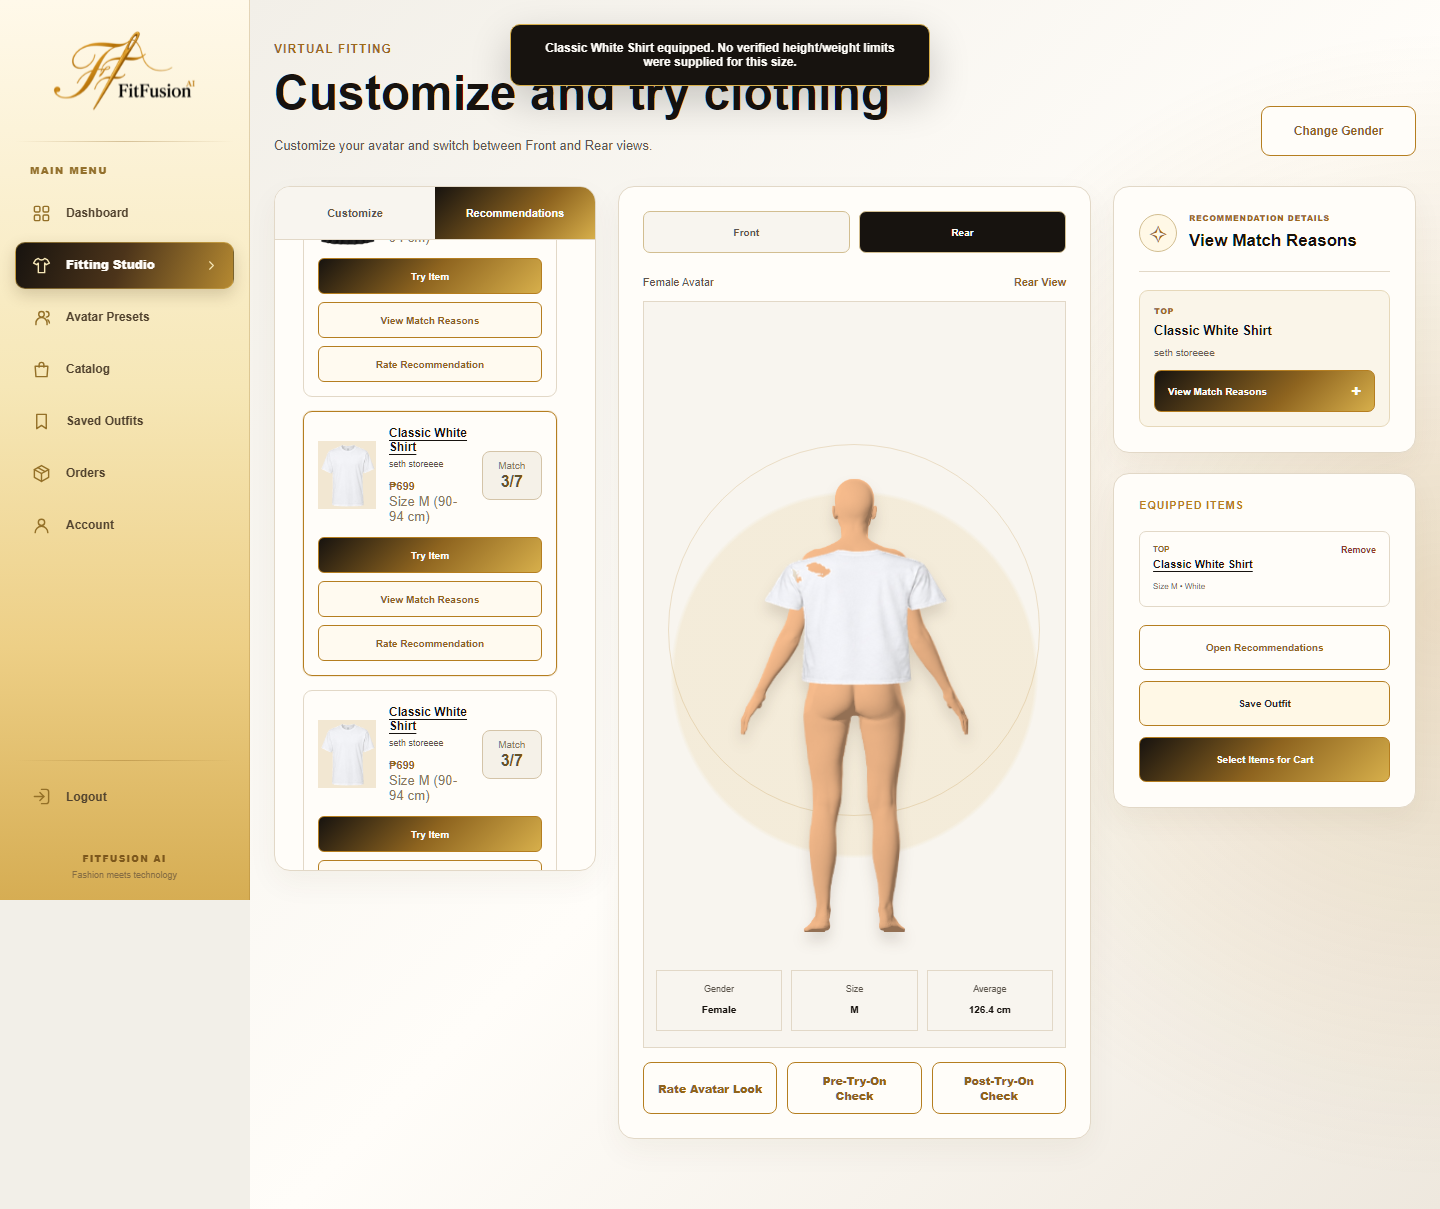 FitFusion AI
MAIN MENU
Dashboard
Fitting Studio
Avatar Presets
Catalog
Saved Outfits
Orders
Account
Logout
FITFUSION AI
Fashion meets technology
Classic White Shirt equipped. No verified height/weight limits
were supplied for this size.
VIRTUAL FITTING
Customize and try clothing
Customize your avatar and switch between Front and Rear views.
Change Gender
Customize
Recommendations
94 cm)
Try Item
View Match Reasons
Rate Recommendation
Classic White
Shirt
seth storeeee
₱699
Size M (90-
94 cm)
Match
3/7
Try Item
View Match Reasons
Rate Recommendation
Classic White
Shirt
seth storeeee
₱699
Size M (90-
94 cm)
Match
3/7
Try Item
Front
Rear
Female Avatar
Rear View
Gender
Female
Size
M
Average
126.4 cm
Rate Avatar Look
Pre-Try-On
Check
Post-Try-On
Check
RECOMMENDATION DETAILS
View Match Reasons
TOP
Classic White Shirt
seth storeeee
View Match Reasons +
EQUIPPED ITEMS
TOP
Remove
Classic White Shirt
Size M • White
Open Recommendations
Save Outfit
Select Items for Cart